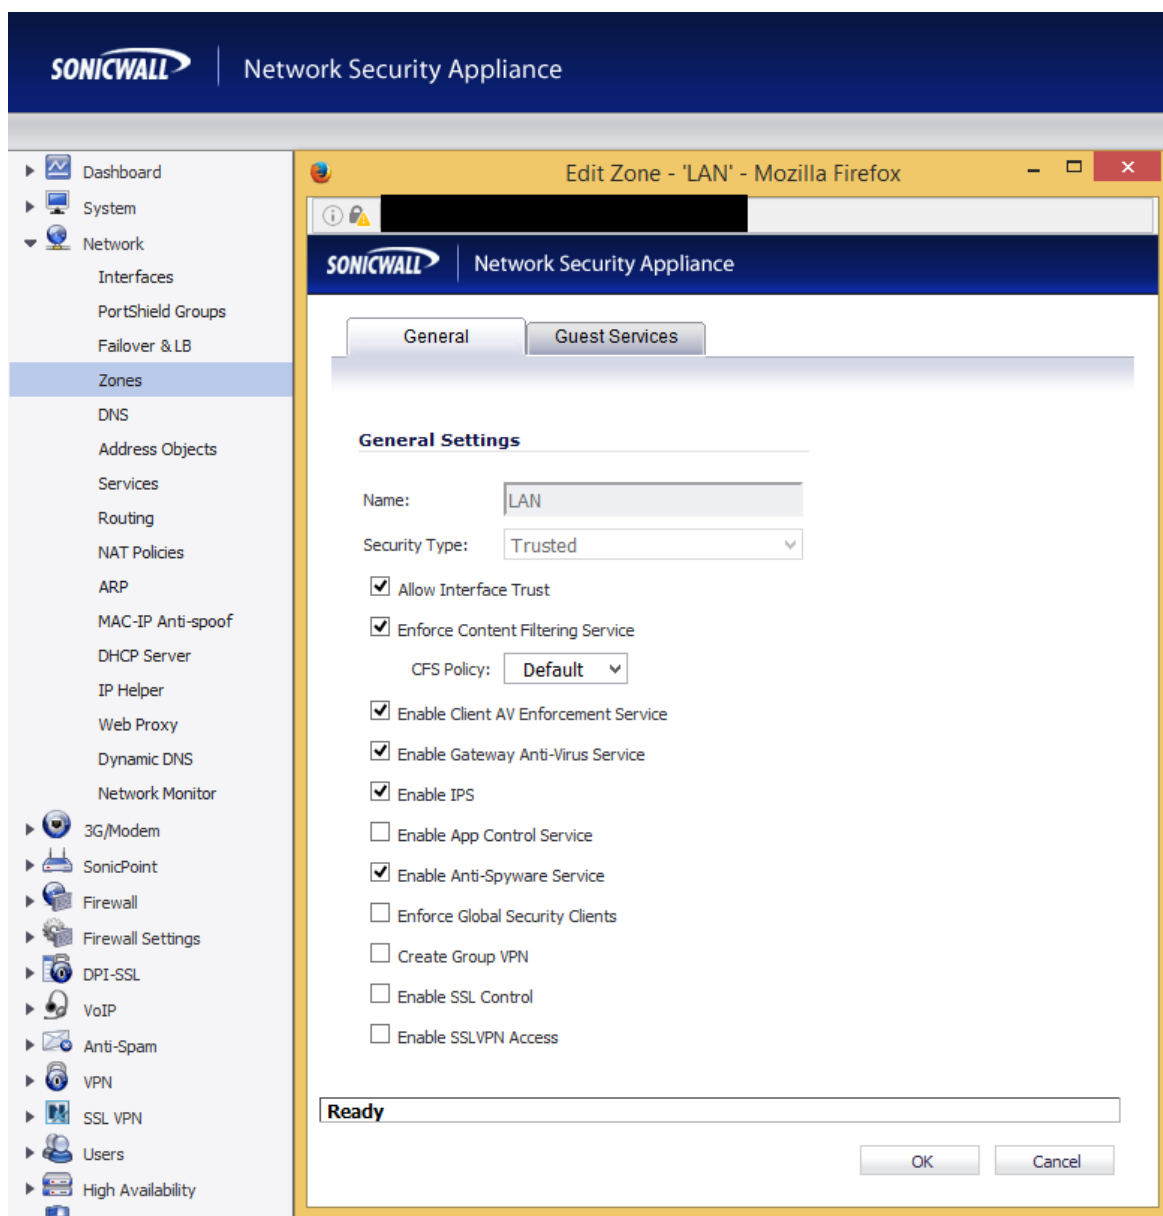 SONICWALL Network Security Appliance
Dashboard
System
Network
Interfaces
PortShield Groups
Failover & LB
Zones
DNS
Address Objects
Services
Routing
NAT Policies
ARP
MAC-IP Anti-spoof
DHCP Server
IP Helper
Web Proxy
Dynamic DNS
Network Monitor
3G/Modem
SonicPoint
Firewall
Firewall Settings
DPI-SSL
VoIP
Anti-Spam
VPN
SSL VPN
Users
High Availability
Edit Zone - 'LAN' - Mozilla Firefox
SONICWALL Network Security Appliance
General Guest Services
General Settings
Name: LAN
Security Type: Trusted
Allow Interface Trust
Enforce Content Filtering Service
CFS Policy: Default
Enable Client AV Enforcement Service
Enable Gateway Anti-Virus Service
Enable IPS
Enable App Control Service
Enable Anti-Spyware Service
Enforce Global Security Clients
Create Group VPN
Enable SSL Control
Enable SSLVPN Access
Ready
OK Cancel